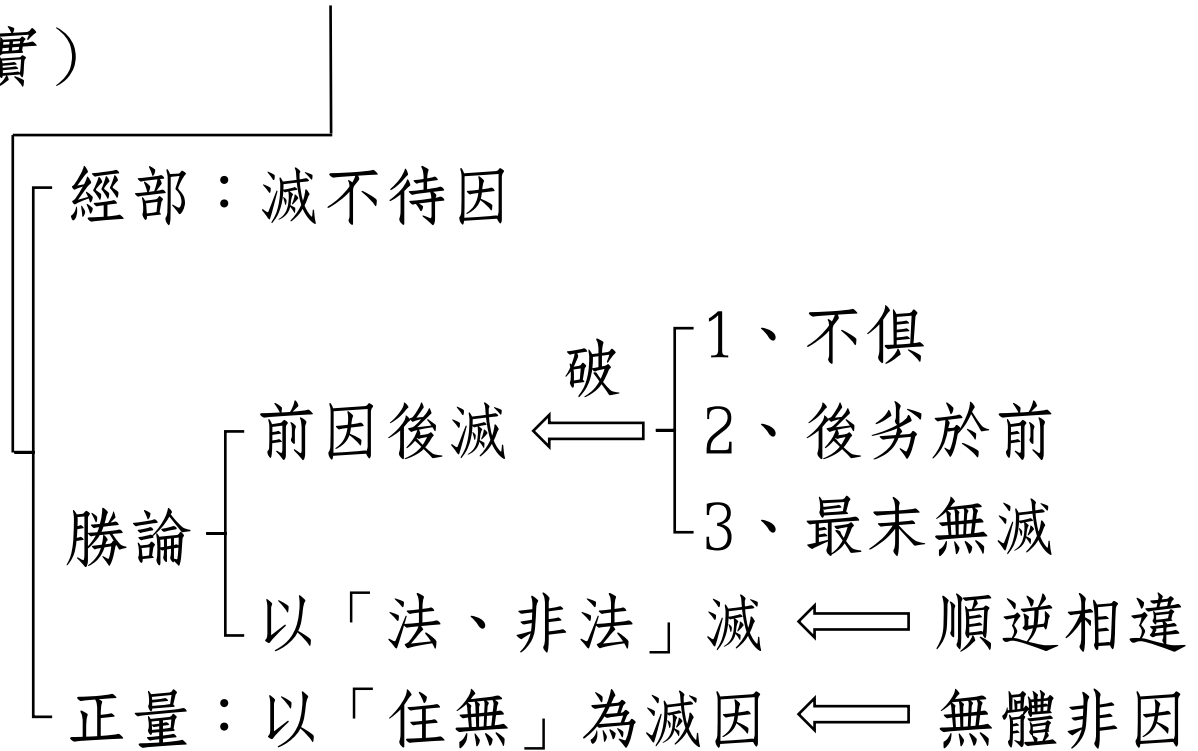 實）
經部：滅不待因
1、不俱
破
前因後滅
2、後劣於前
3、最末無滅
勝論
以「法、非法」滅
順逆相違
正量：以「住無」為滅因
無體非因